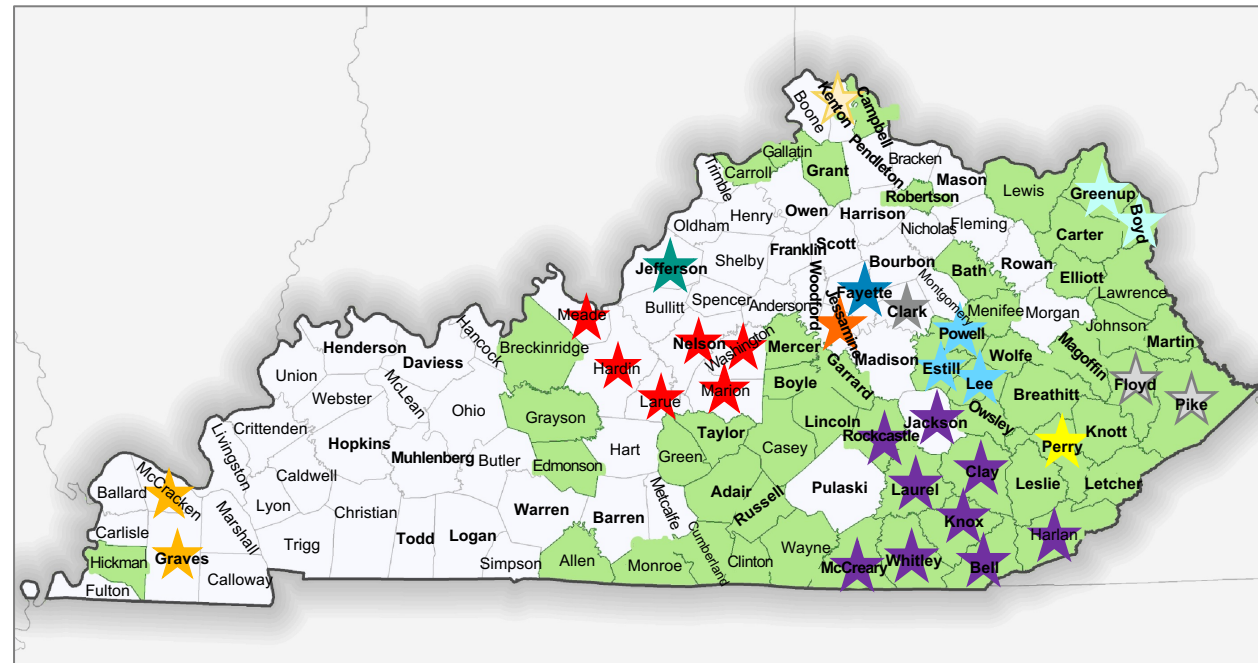 Kenton
Boone
Campbell
Gallatin
Pendleton
Bracken
Trimble
Carroll
Grant
Mason
Robertson
Lewis
Greenup
Boyd
Owen
Harrison
Henry
Oldham
Nicholas
Fleming
Carter
Franklin
Scott
Shelby
Bourbon
Rowan
Elliott
Jefferson
Woodford
Bath
Montgomery
Fayette
Clark
Menifee
Lawrence
Bullitt
Spencer
Anderson
Jessamine
Morgan
Johnson
Meade
Powell
Martin
Magoffin
Hancock
Breckinridge
Nelson
Washington
Mercer
Madison
Wolfe
Henderson
Daviess
Hardin
Garrard
Estill
Lee
Floyd
Union
Boyle
Breathitt
Pike
McLean
Webster
Larue
Marion
Ohio
Grayson
Lincoln
Jackson
Owsley
Crittenden
Taylor
Rockcastle
Knott
Hopkins
Livingston
Muhlenberg
Butler
Hart
Green
Casey
Perry
Edmonson
Caldwell
Clay
Leslie
Letcher
McCracken
Ballard
Lyon
Christian
Warren
Barren
Metcalfe
Adair
Russell
Pulaski
Laurel
Carlisle
Marshall
Trigg
Todd
Logan
Knox
Harlan
Graves
Hickman
Simpson
Allen
Monroe
Cumberland
Clinton
Wayne
McCreary
Whitley
Bell
Fulton
Calloway